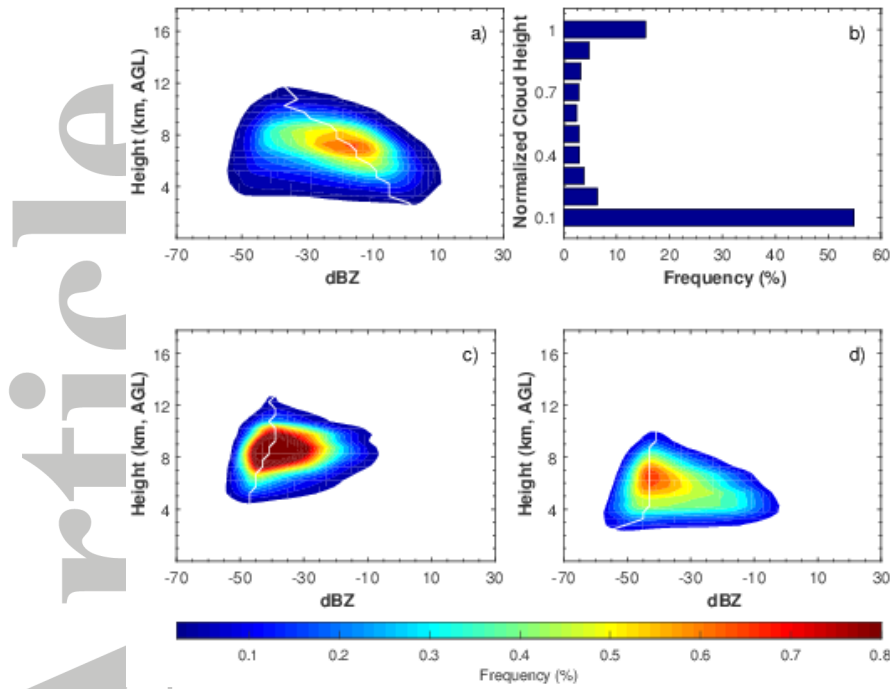 Article
a)
16
12
8
4
Height (km, AGL)
-70 -50 -30 -10 10 30
dBZ
b)
1
0.7
0.4
0.1
Normalized Cloud Height
0 10 20 30 40 50 60
Frequency (%)
c)
16
12
8
4
Height (km, AGL)
-70 -50 -30 -10 10 30
dBZ
d)
16
12
8
4
Height (km, AGL)
-70 -50 -30 -10 10 30
dBZ
0.1 0.2 0.3 0.4 0.5 0.6 0.7 0.8
Frequency (%)